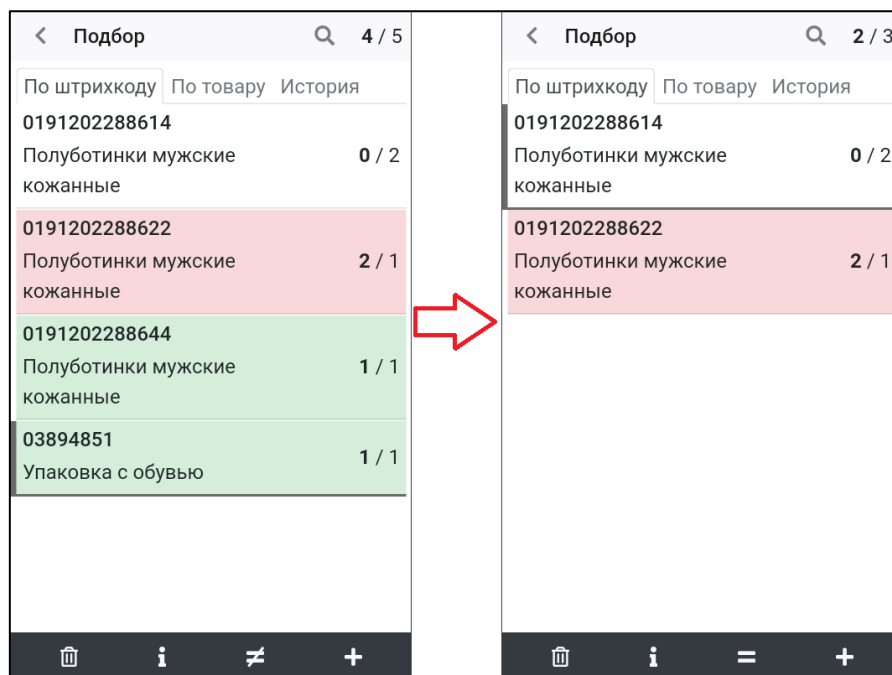 Подбор 4 / 5
По штрихкоду По товару История
0191202288614
Полуботинки мужские
кожанные
0 / 2
0191202288622
Полуботинки мужские
кожанные
2 / 1
0191202288644
Полуботинки мужские
кожанные
1 / 1
03894851
Упаковка с обувью
1 / 1
Подбор 2 / 3
По штрихкоду По товару История
0191202288614
Полуботинки мужские
кожанные
0 / 2
0191202288622
Полуботинки мужские
кожанные
2 / 1